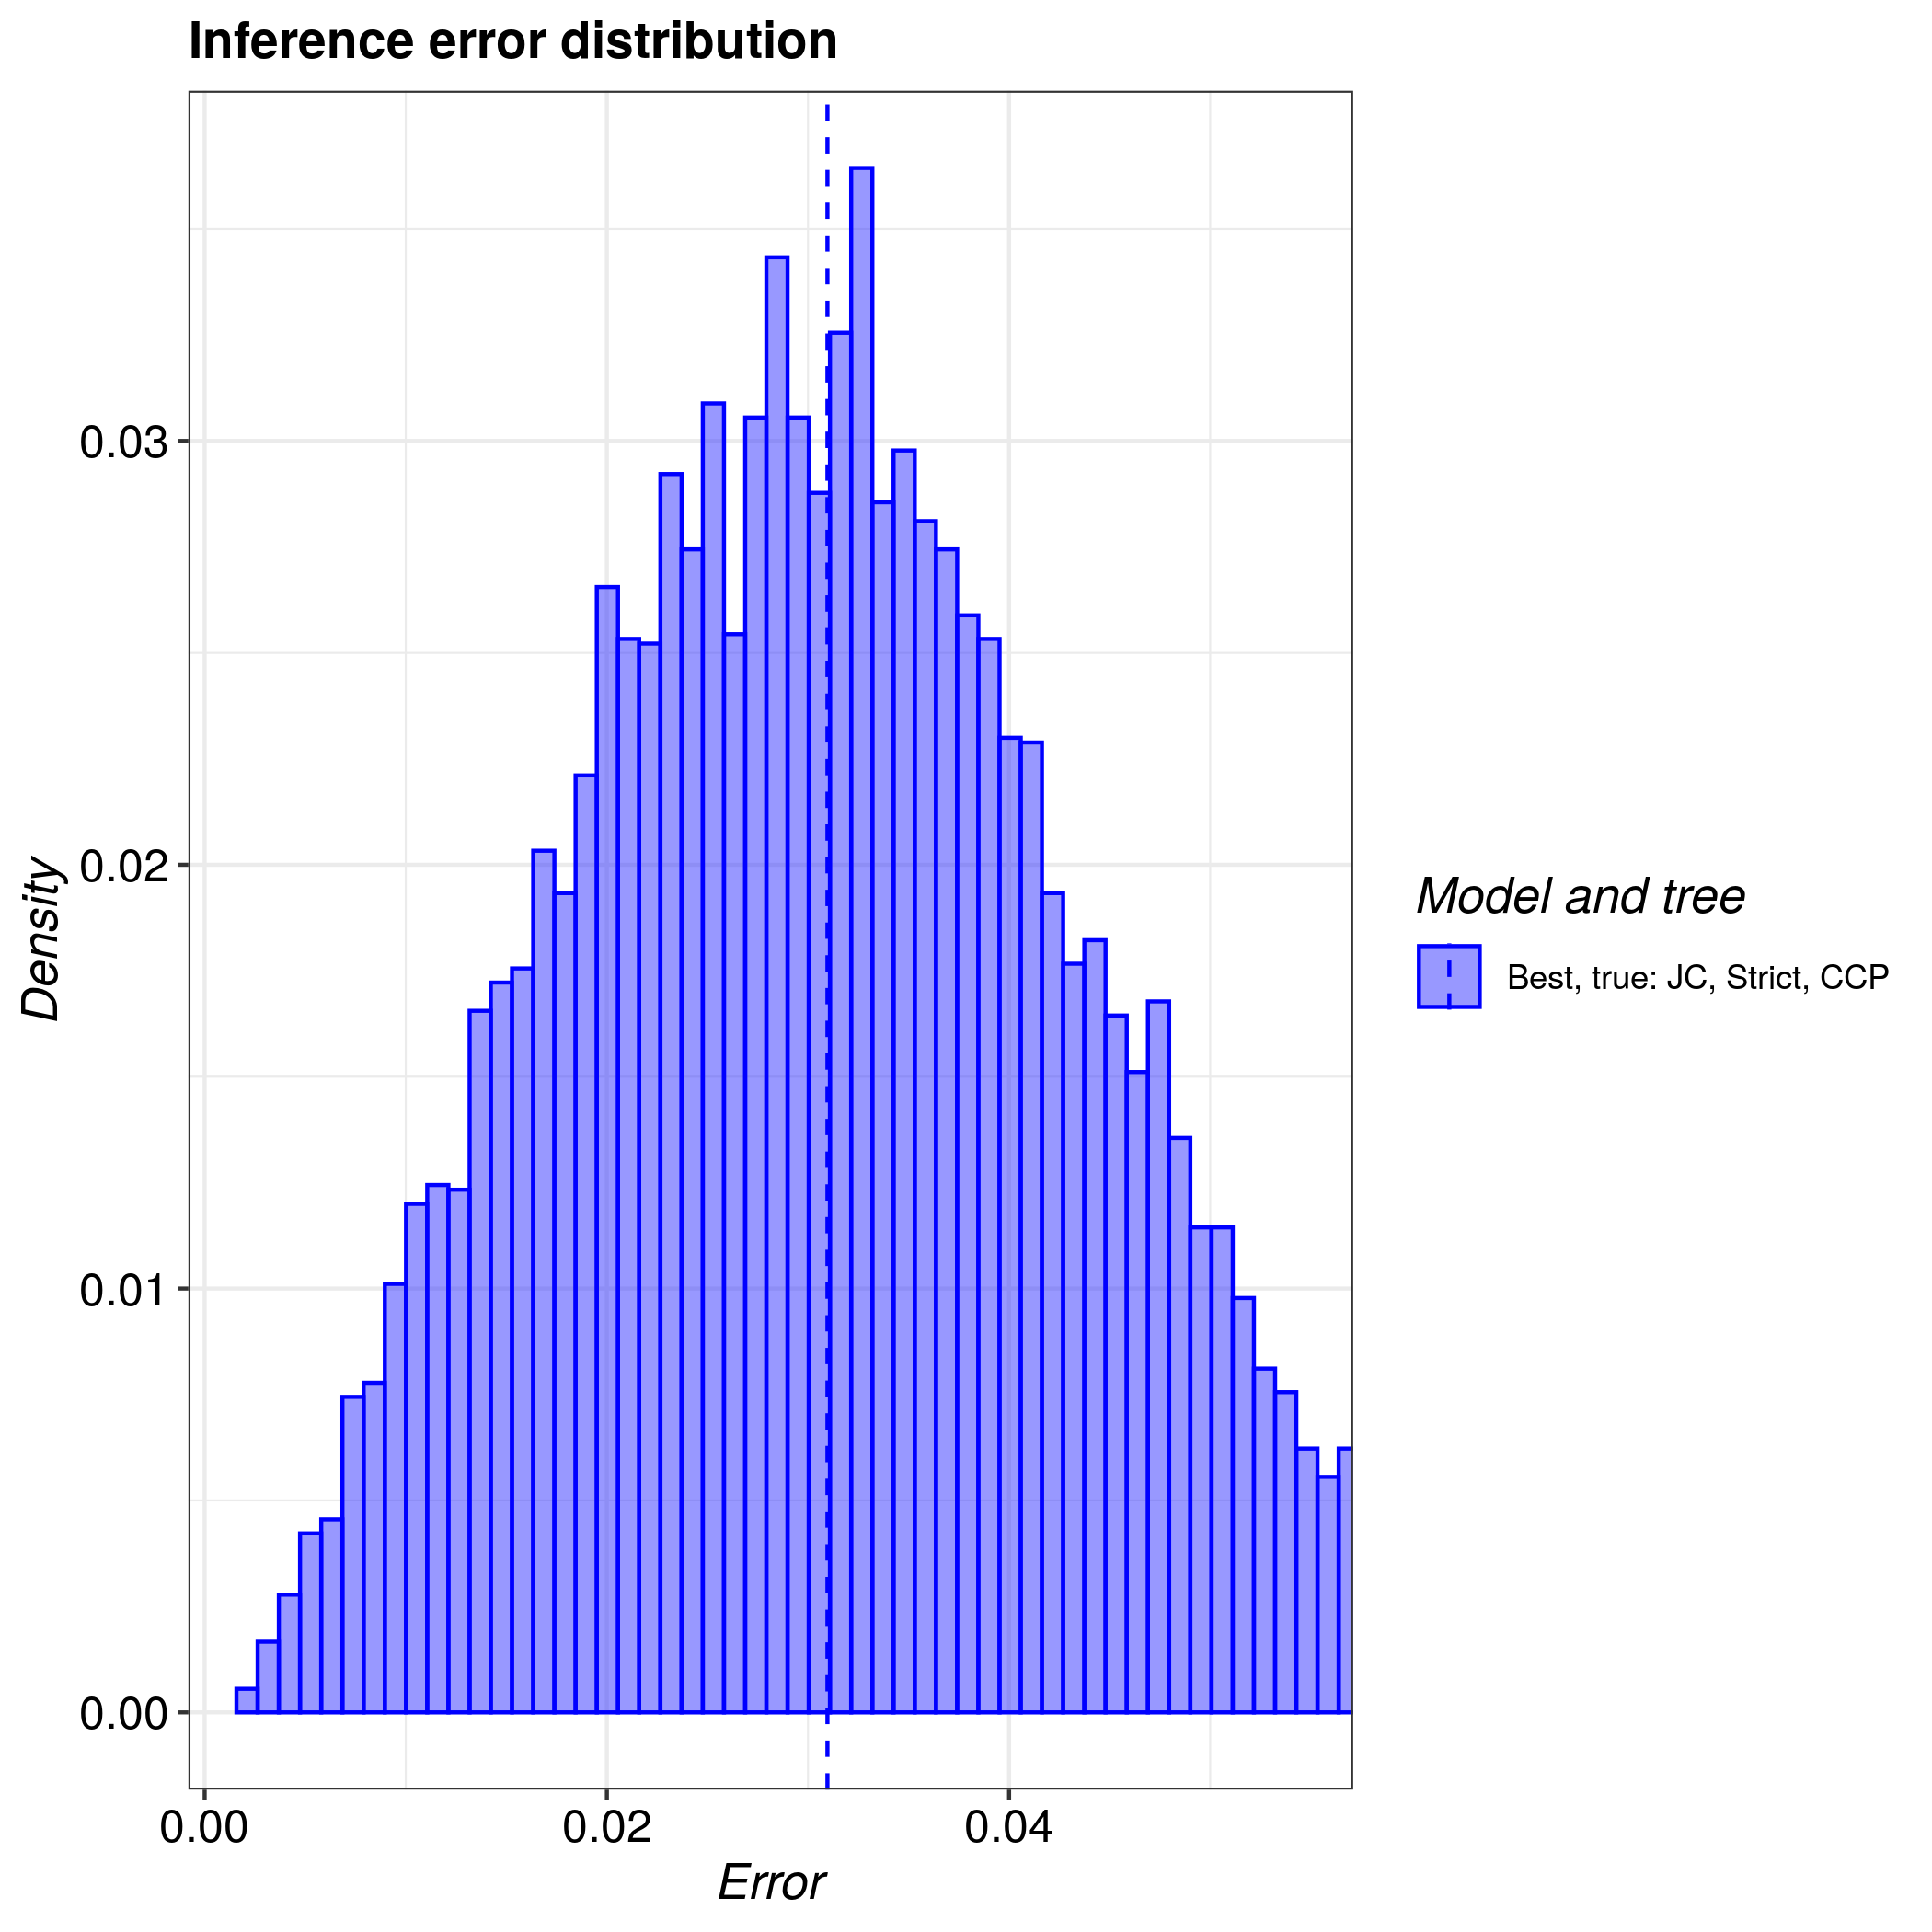 Inference error distribution
Density
0.03
0.02
0.01
0.00
0.00 0.02 0.04
Error
Model and tree
Best, true: JC, Strict, CCP